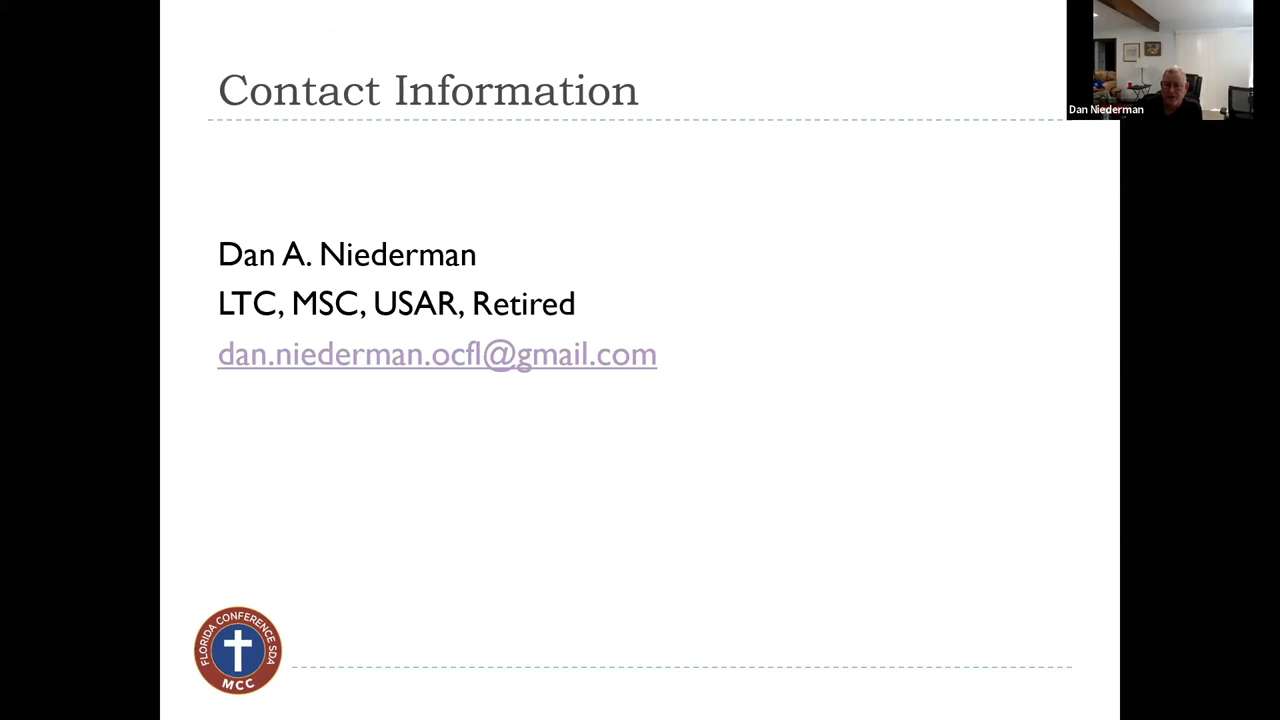 Contact Information
Dan Niederman
Dan A. Niederman
LTC, MSC, USAR, Retired
dan.niederman.ocfl@gmail.com
FLORIDA CONFERENCE SDA
MCC